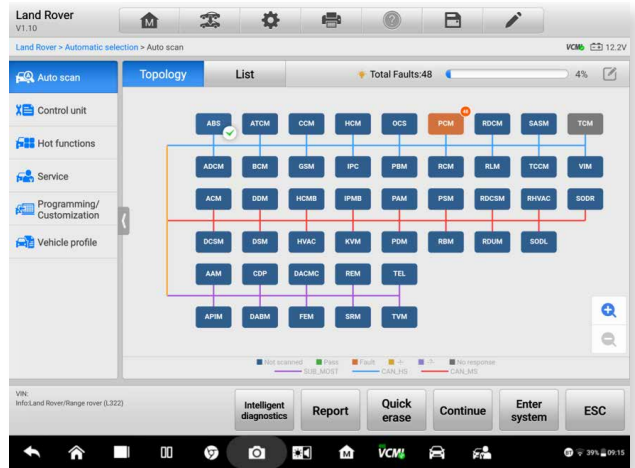 Land Rover
V1.10
Land Rover > Automatic selection > Auto scan
VCMI 12.2V
Auto scan
Control unit
Hot functions
Service
Programming/
Customization
Vehicle profile
Topology List Total Faults:48 4%
48
ABS ATCM CCM HCM OCS PCM RDCM SASM TCM
ADCM BCM GSM IPC PBM RCM RLM TCCM VIM
ACM DDM HCMB IPMB PAM PSM RDCSM RHVAC SODR
DCSM DSM HVAC KVM PDM RBM RDUM SODL
AAM CDP DACMC REM TEL
APIM DABM FEM SRM TVM
Not scanned Pass Fault -/- -/- No response
SUB_MOST CAN_HS CAN_MS
VIN:
Info:Land Rover/Range rover (L322)
Intelligent
diagnostics
Report
Quick
erase
Continue
Enter
system
ESC
VCMI
39% 09:15